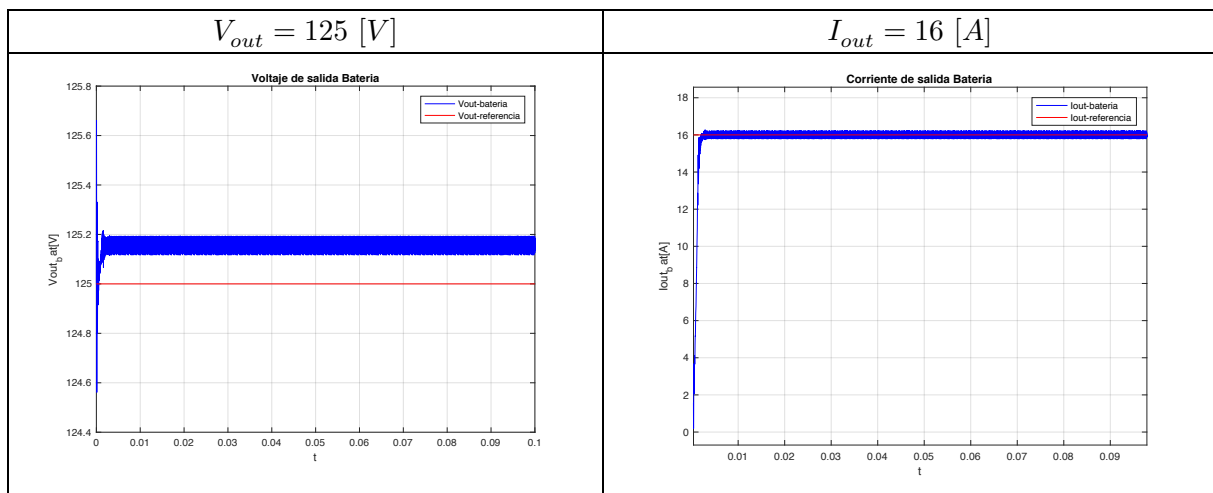 V_{out} = 125 [V]
I_{out} = 16 [A]
Voltaje de salida Bateria
125.8
125.6
125.4
125.2
125
124.8
124.6
124.4
Vout_bat[V]
Vout-bateria
Vout-referencia
0 0.01 0.02 0.03 0.04 0.05 0.06 0.07 0.08 0.09 0.1
t
Corriente de salida Bateria
18
16
14
12
10
8
6
4
2
0
Iout_bat[A]
Iout-bateria
Iout-referencia
0.01 0.02 0.03 0.04 0.05 0.06 0.07 0.08 0.09
t